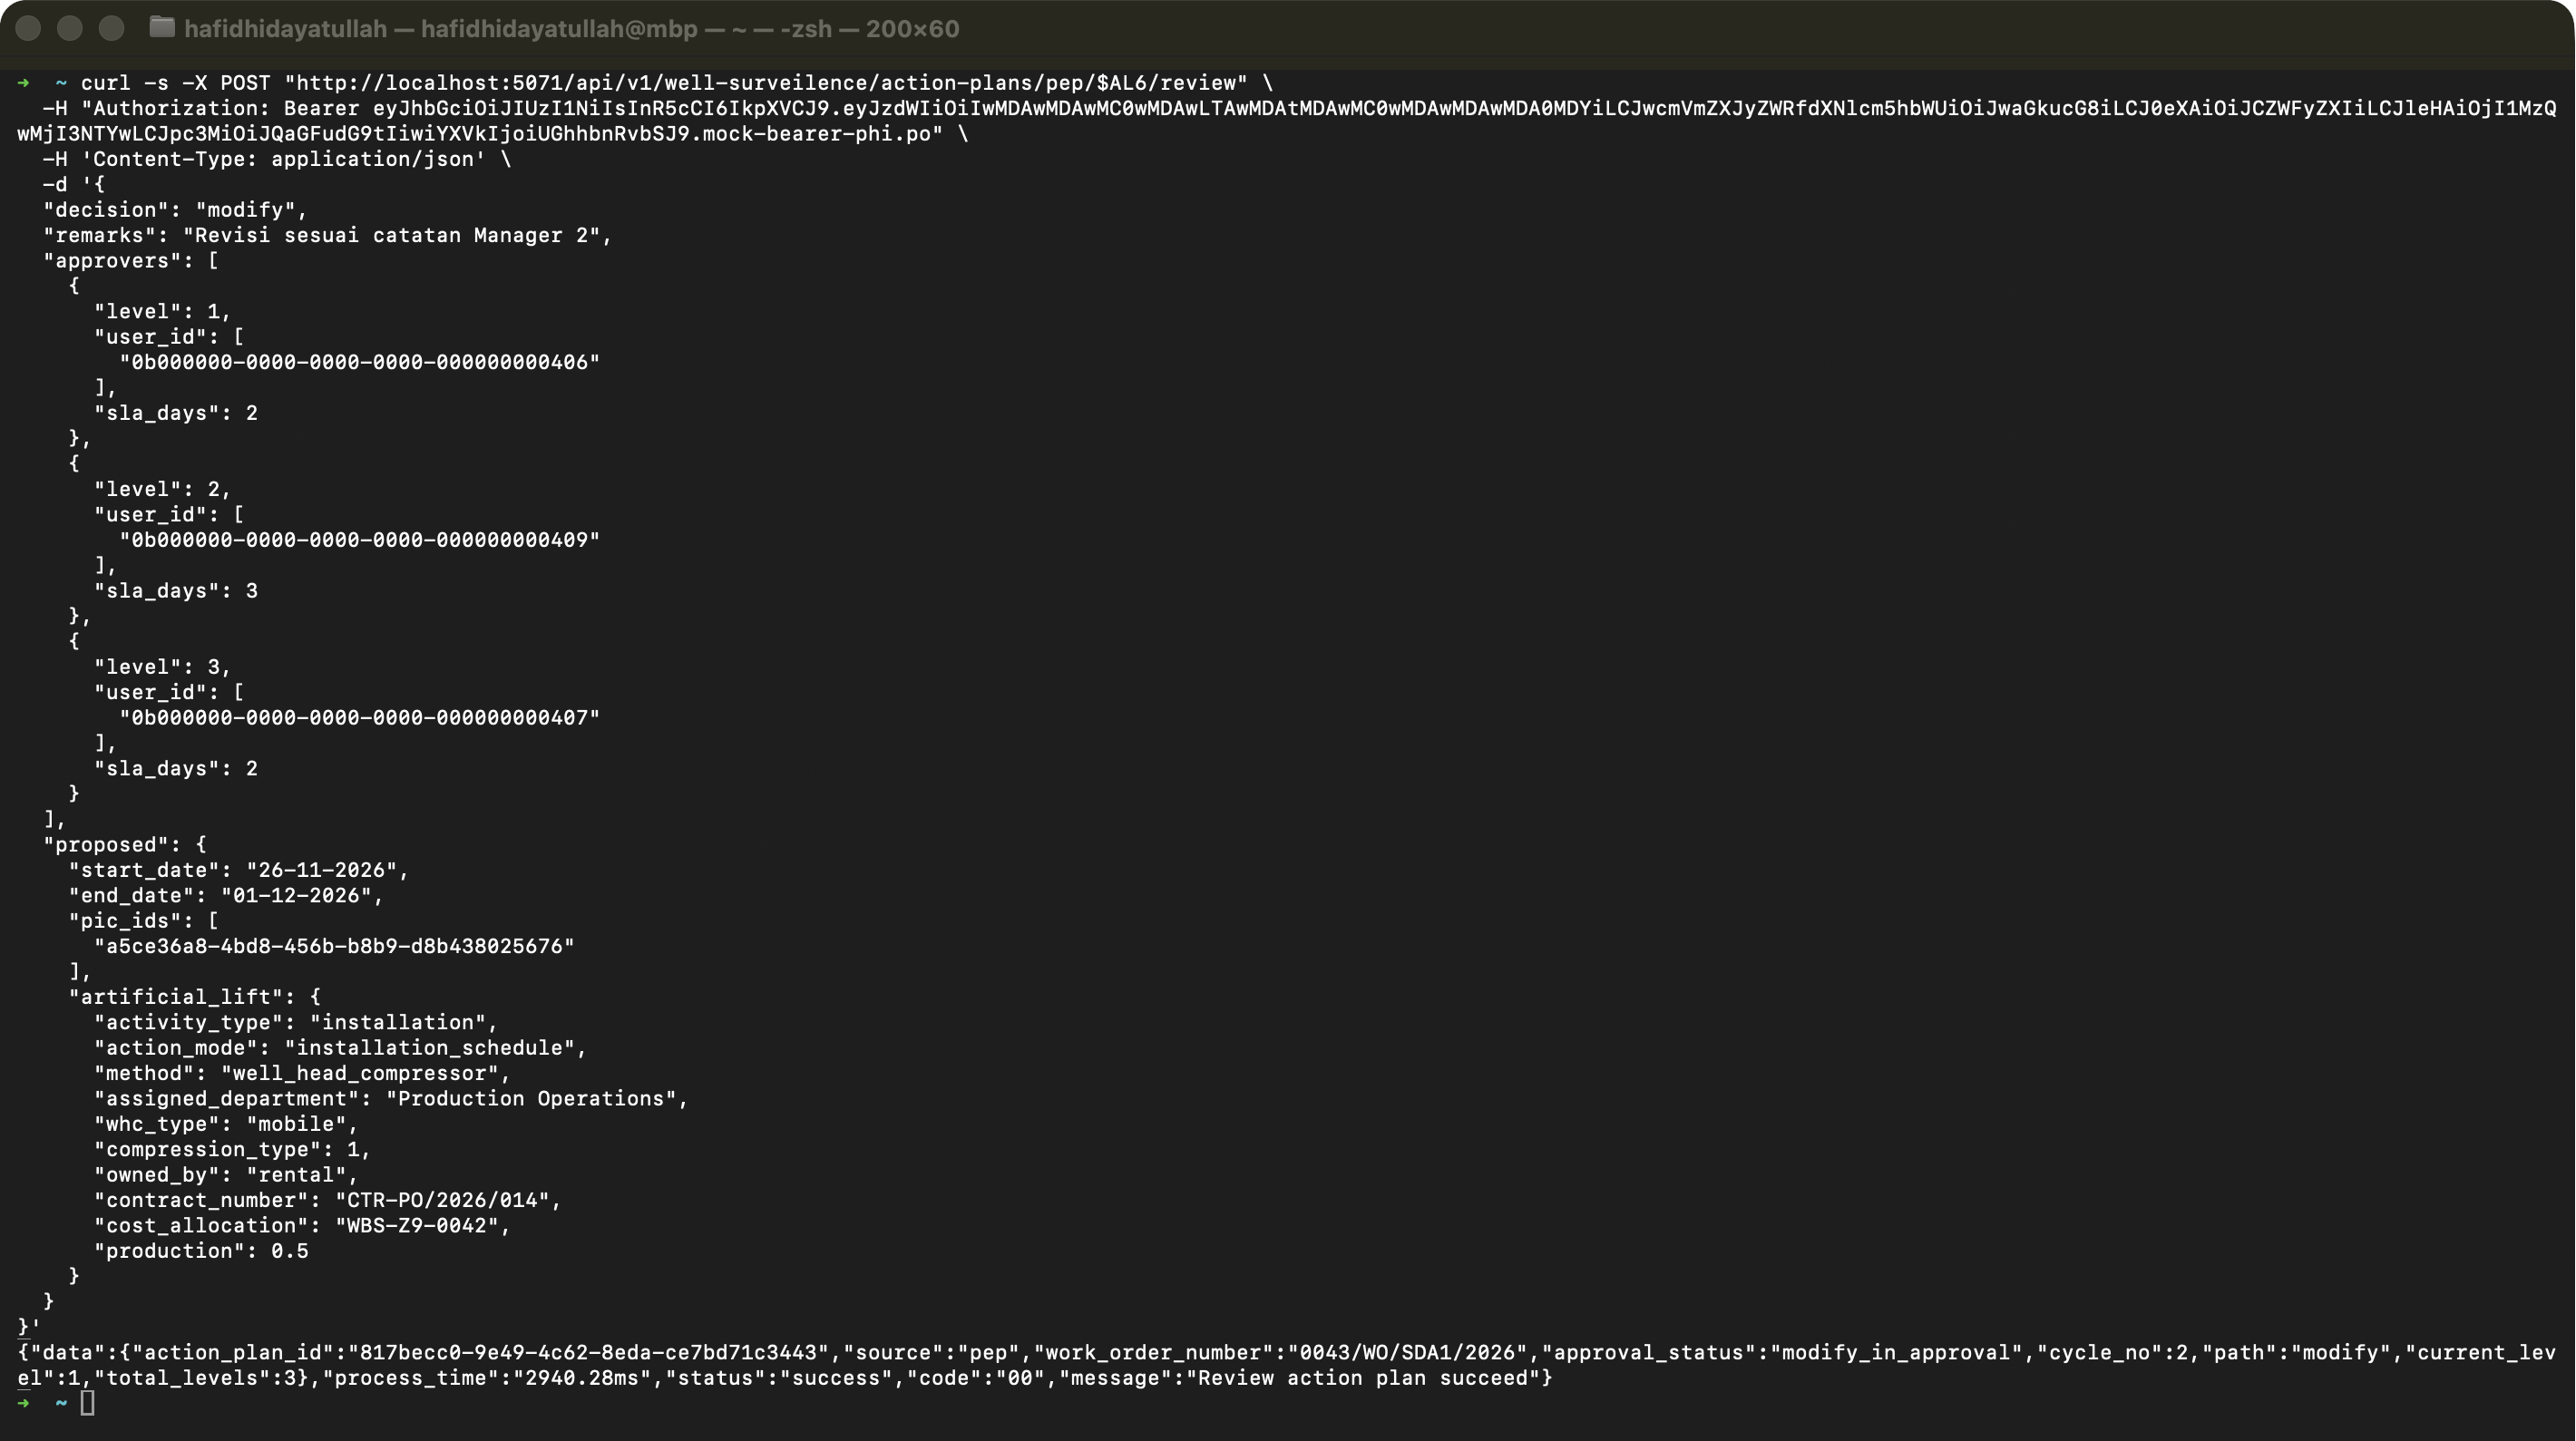 hafidhidayatullah — hafidhidayatullah@mbp — ~ — -zsh — 200×60
➜  ~ curl -s -X POST "http://localhost:5071/api/v1/well-surveilence/action-plans/pep/$AL6/review" \
  -H "Authorization: Bearer eyJhbGciOiJIUzI1NiIsInR5cCI6IkpXVCJ9.eyJzdWIiOiIwMDAwMDAwMC0wMDAwLTAwMDAtMDAwMC0wMDAwMDAwMDA0MDYiLCJwcmVmZXJyZWRfdXNlcm5hbWUiOiJwaGkucG8iLCJ0eXAiOiJCZWFyZXIiLCJleHAiOjI1MzQ
wMjI3NTYwLCJpc3MiOiJQaGFudG9tIiwiYXVkIjoiUGhhbnRvbSJ9.mock-bearer-phi.po" \
  -H 'Content-Type: application/json' \
  -d '{
  "decision": "modify",
  "remarks": "Revisi sesuai catatan Manager 2",
  "approvers": [
    {
      "level": 1,
      "user_id": [
        "0b000000-0000-0000-0000-000000000406"
      ],
      "sla_days": 2
    },
    {
      "level": 2,
      "user_id": [
        "0b000000-0000-0000-0000-000000000409"
      ],
      "sla_days": 3
    },
    {
      "level": 3,
      "user_id": [
        "0b000000-0000-0000-0000-000000000407"
      ],
      "sla_days": 2
    }
  ],
  "proposed": {
    "start_date": "26-11-2026",
    "end_date": "01-12-2026",
    "pic_ids": [
      "a5ce36a8-4bd8-456b-b8b9-d8b438025676"
    ],
    "artificial_lift": {
      "activity_type": "installation",
      "action_mode": "installation_schedule",
      "method": "well_head_compressor",
      "assigned_department": "Production Operations",
      "whc_type": "mobile",
      "compression_type": 1,
      "owned_by": "rental",
      "contract_number": "CTR-PO/2026/014",
      "cost_allocation": "WBS-Z9-0042",
      "production": 0.5
    }
  }
}'
{"data":{"action_plan_id":"817becc0-9e49-4c62-8eda-ce7bd71c3443","source":"pep","work_order_number":"0043/WO/SDA1/2026","approval_status":"modify_in_approval","cycle_no":2,"path":"modify","current_lev
el":1,"total_levels":3},"process_time":"2940.28ms","status":"success","code":"00","message":"Review action plan succeed"}
➜  ~